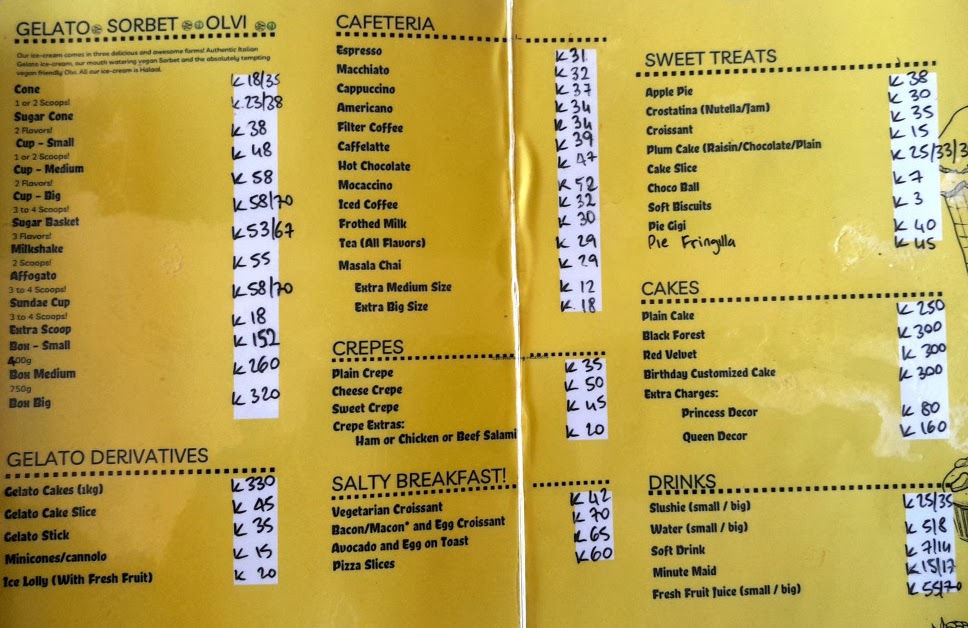 GELATO SORBET OLVI
Our ice-cream comes in three delicious and awesome forms! Authentic Italian
Gelato ice-cream, our mouth watering vegan Sorbet and the absolutely tempting
vegan friendly Olvi. All our ice-cream is Halaal.
Cone K 18/35
1 or 2 Scoops!
Sugar Cone K 23/38
2 Flavors!
Cup - Small K 38
1 or 2 Scoops!
Cup - Medium K 48
2 Flavors!
Cup - Big K 58
3 to 4 Scoops!
Sugar Basket K 58/70
3 Flavors!
Milkshake K 53/67
2 Scoops!
Affogato K 55
3 to 4 Scoops!
Sundae Cup K 58/70
3 to 4 Scoops!
Extra Scoop K 18
Box - Small K 152
400g
Box Medium K 260
750g
Box Big K 320
GELATO DERIVATIVES
Gelato Cakes (1kg) K 330
Gelato Cake Slice K 45
Gelato Stick K 35
Minicones/cannolo K 15
Ice Lolly (With Fresh Fruit) K 20
CAFETERIA
Espresso K 31
Macchiato K 32
Cappuccino K 37
Americano K 34
Filter Coffee K 34
Caffelatte K 39
Hot Chocolate K 47
Mocaccino K 52
Iced Coffee K 32
Frothed Milk K 30
Tea (All Flavors) K 29
Masala Chai K 29
Extra Medium Size K 12
Extra Big Size K 18
CREPES
Plain Crepe K 35
Cheese Crepe K 50
Sweet Crepe K 45
Crepe Extras:
Ham or Chicken or Beef Salami K 20
SALTY BREAKFAST!
Vegetarian Croissant K 42
Bacon/Macon* and Egg Croissant K 70
Avocado and Egg on Toast K 65
Pizza Slices K 60
SWEET TREATS
Apple Pie K 38
Crostatina (Nutella/Jam) K 30
Croissant K 35
Plum Cake (Raisin/Chocolate/Plain K 15
Cake Slice K 25/33/3
Choco Ball K 7
Soft Biscuits K 3
Pie Gigi K 40
Pie Fringilla K 45
CAKES
Plain Cake K 250
Black Forest K 300
Red Velvet K 300
Birthday Customized Cake K 300
Extra Charges:
Princess Decor K 80
Queen Decor K 160
DRINKS
Slushie (small / big) K 25/35
Water (small / big) K 5/8
Soft Drink K 7/14
Minute Maid K 15/17
Fresh Fruit Juice (small / big) K 55/70